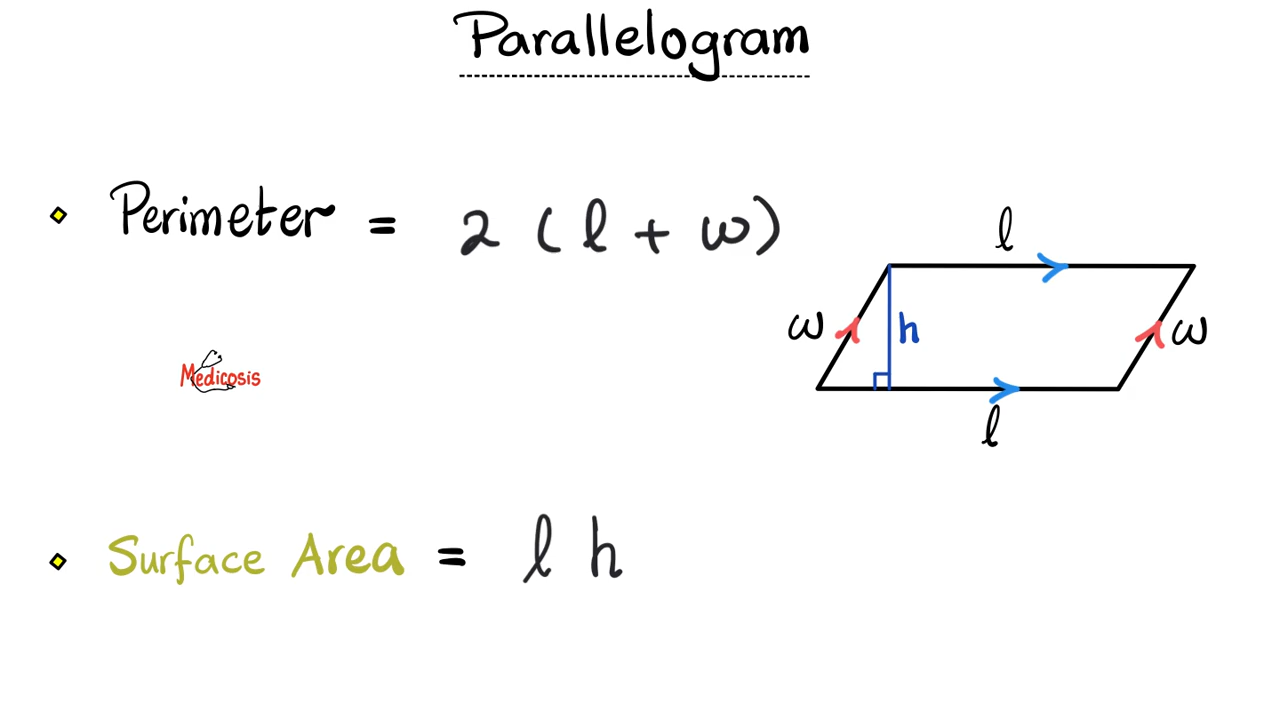 Parallelogram
Perimeter = 2 ( l + w )
l
w
h
w
Medicosis
l
Surface Area = l h